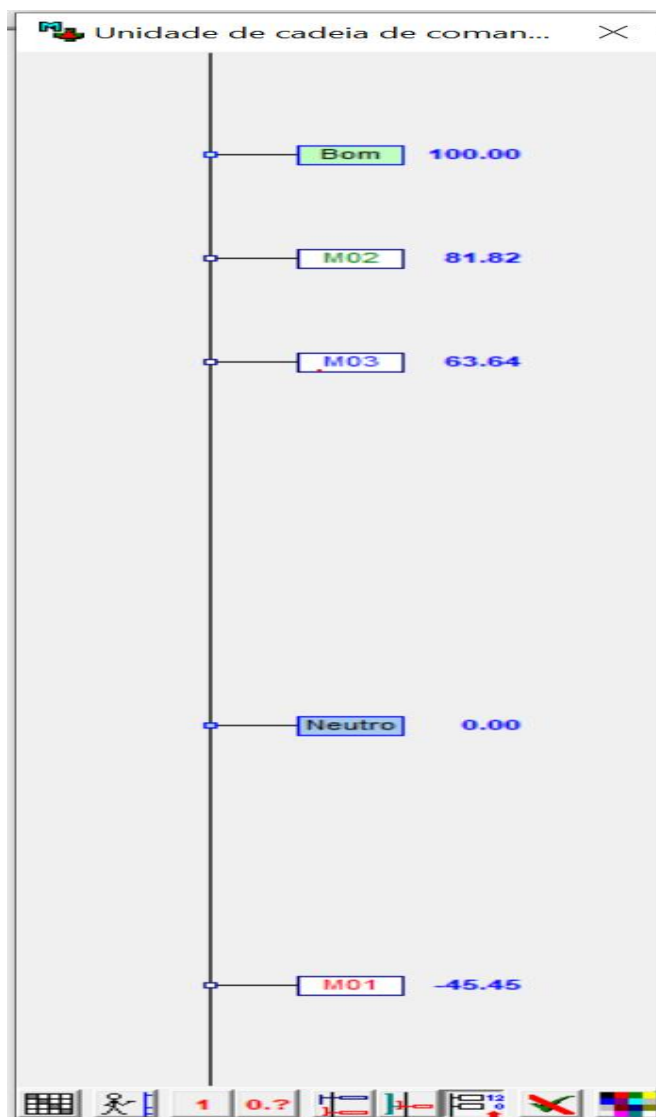 Unidade de cadeia de coman...
Bom 100.00
M02 81.82
M03 63.64
Neutro 0.00
M01 -45.45
1 0.?